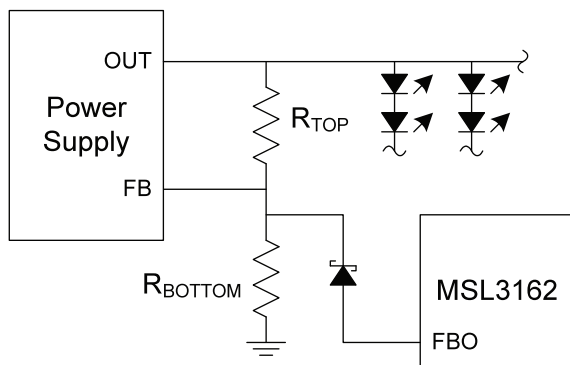 OUT
Power
Supply
RTOP
FB
RBOTTOM
MSL3162
FBO